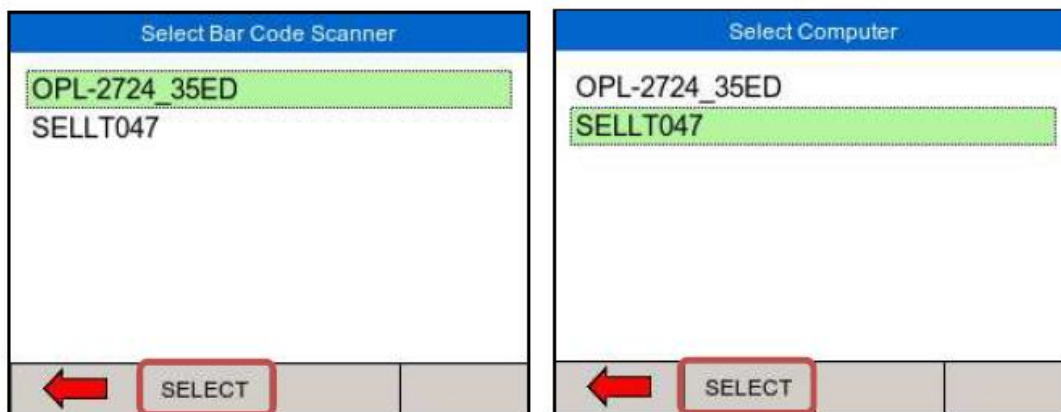 Select Bar Code Scanner
OPL-2724_35ED
SELLT047
SELECT
Select Computer
OPL-2724_35ED
SELLT047
SELECT